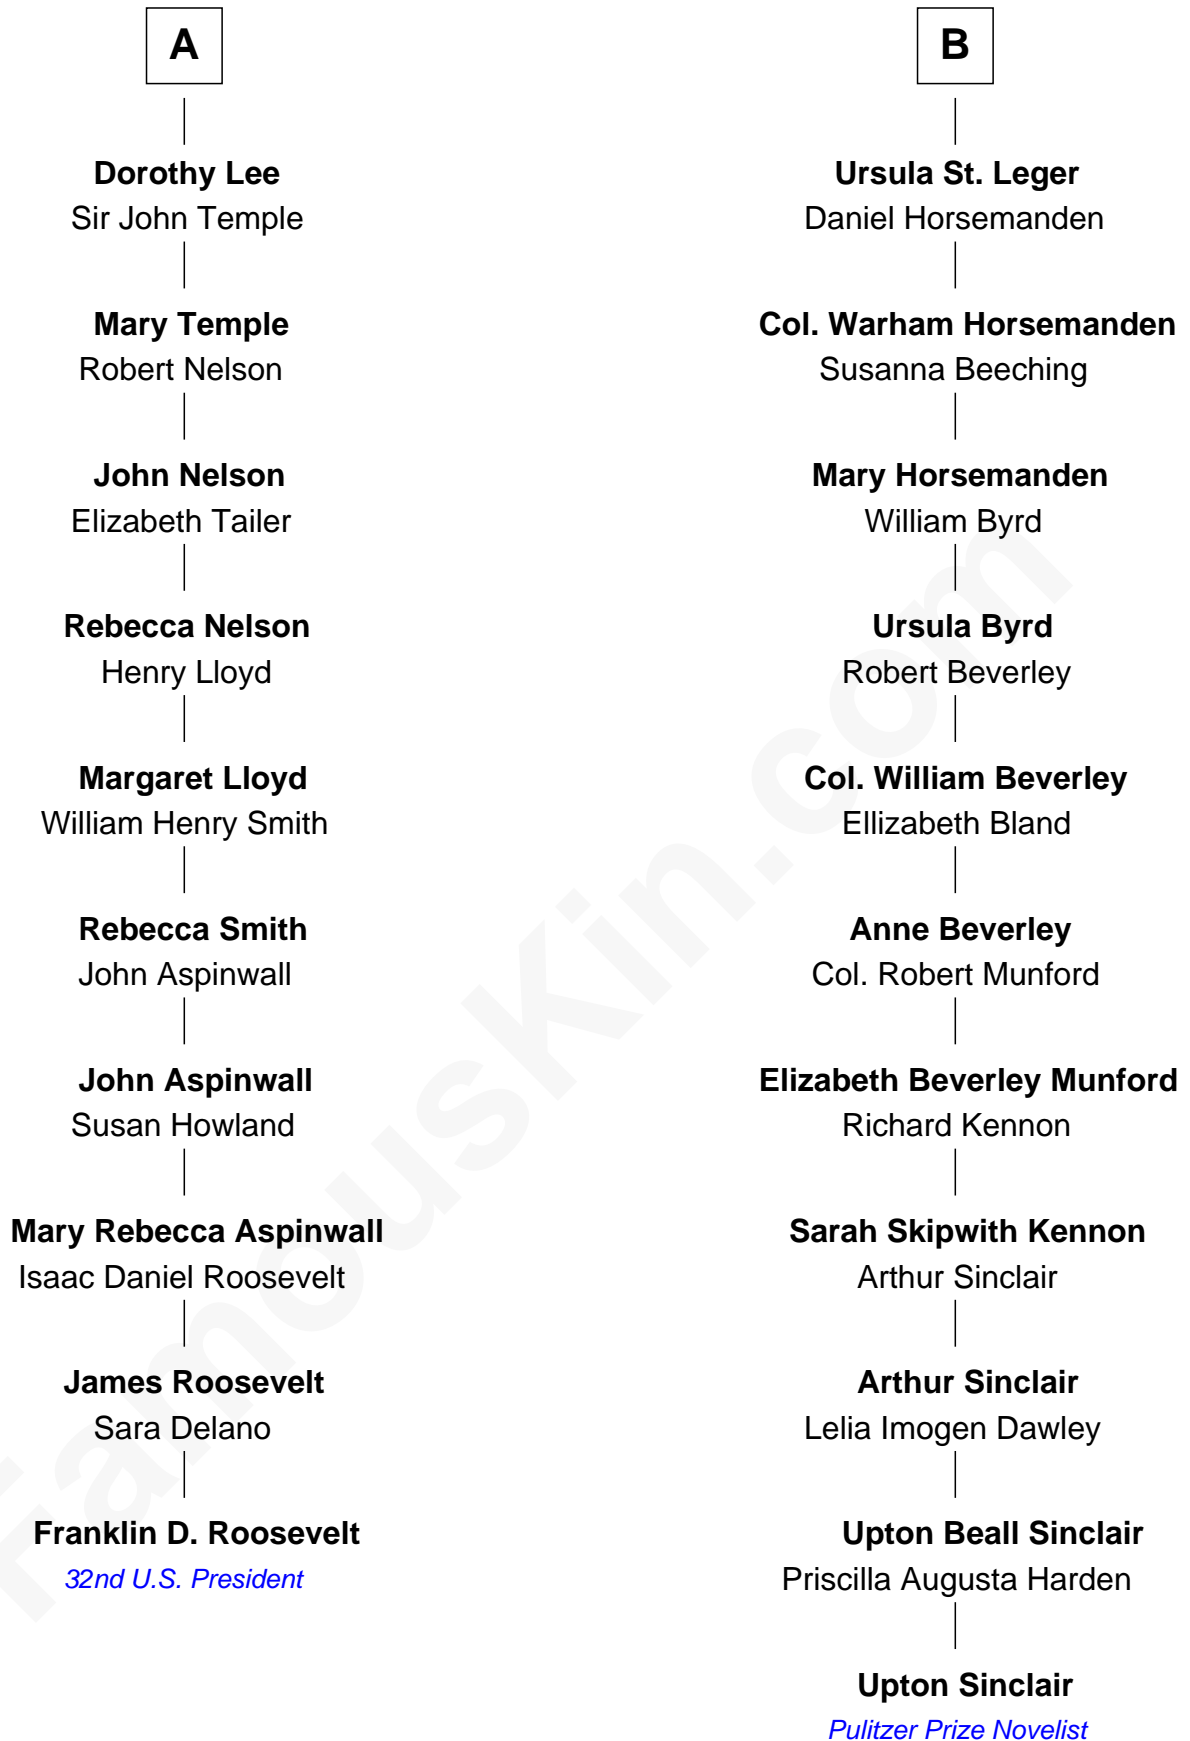 A
Dorothy Lee
Sir John Temple
Mary Temple
Robert Nelson
John Nelson
Elizabeth Tailer
Rebecca Nelson
Henry Lloyd
Margaret Lloyd
William Henry Smith
Rebecca Smith
John Aspinwall
John Aspinwall
Susan Howland
Mary Rebecca Aspinwall
Isaac Daniel Roosevelt
James Roosevelt
Sara Delano
Franklin D. Roosevelt
32nd U.S. President
B
Ursula St. Leger
Daniel Horsemanden
Col. Warham Horsemanden
Susanna Beeching
Mary Horsemanden
William Byrd
Ursula Byrd
Robert Beverley
Col. William Beverley
Ellizabeth Bland
Anne Beverley
Col. Robert Munford
Elizabeth Beverley Munford
Richard Kennon
Sarah Skipwith Kennon
Arthur Sinclair
Arthur Sinclair
Lelia Imogen Dawley
Upton Beall Sinclair
Priscilla Augusta Harden
Upton Sinclair
Pulitzer Prize Novelist
FamousKin.com